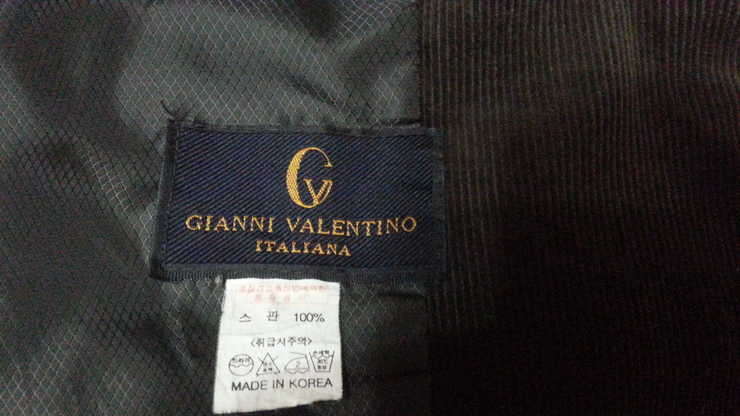 GV
GIANNI VALENTINO
ITALIANA
스 판 100%
<취급시주의>
MADE IN KOREA